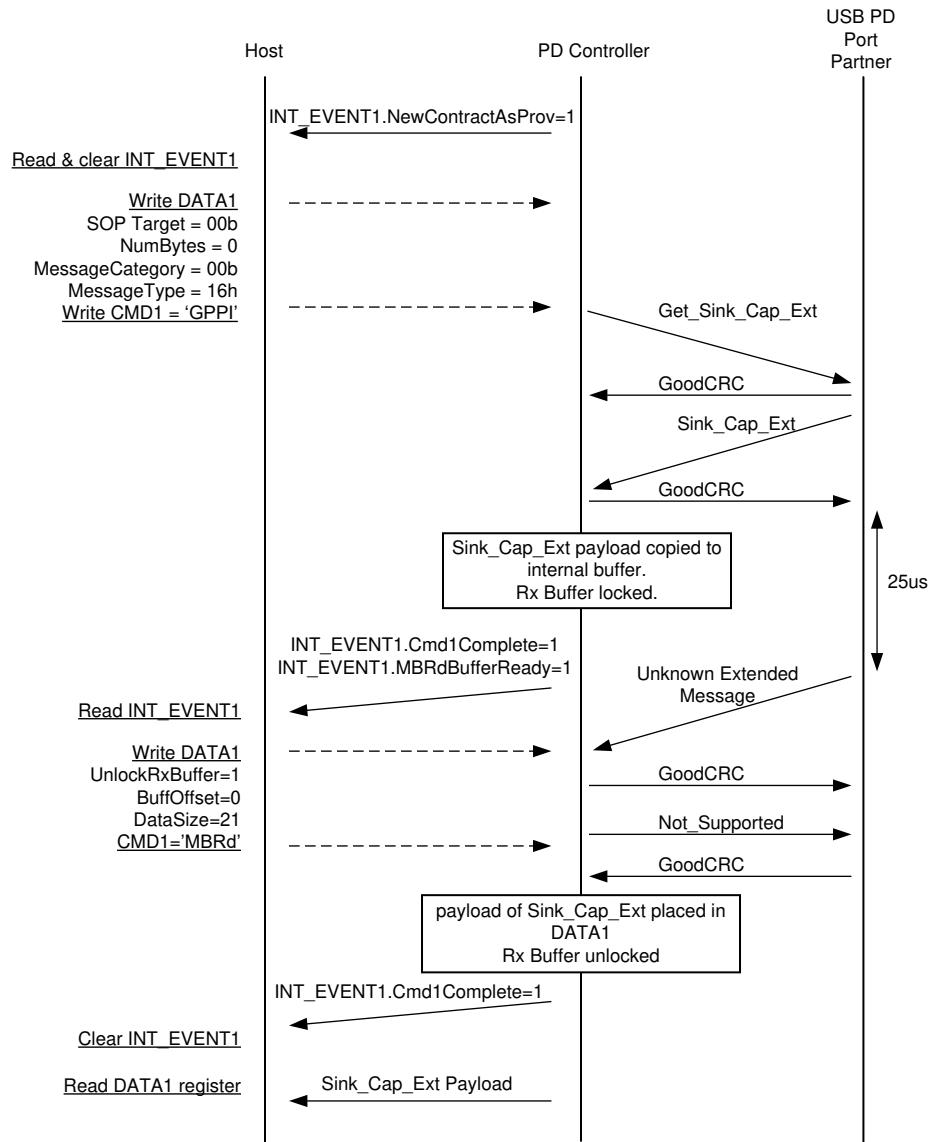 USB PD
Port
Partner
Host
PD Controller
INT_EVENT1.NewContractAsProv=1
Read & clear INT_EVENT1
Write DATA1
SOP Target = 00b
NumBytes = 0
MessageCategory = 00b
MessageType = 16h
Write CMD1 = ‘GPPI’
Get_Sink_Cap_Ext
GoodCRC
Sink_Cap_Ext
GoodCRC
Sink_Cap_Ext payload copied to
internal buffer.
Rx Buffer locked.
25us
INT_EVENT1.Cmd1Complete=1
INT_EVENT1.MBRdBufferReady=1
Unknown Extended
Message
Read INT_EVENT1
Write DATA1
UnlockRxBuffer=1
BuffOffset=0
DataSize=21
CMD1=’MBRd’
GoodCRC
Not_Supported
GoodCRC
payload of Sink_Cap_Ext placed in
DATA1
Rx Buffer unlocked
INT_EVENT1.Cmd1Complete=1
Clear INT_EVENT1
Read DATA1 register
Sink_Cap_Ext Payload